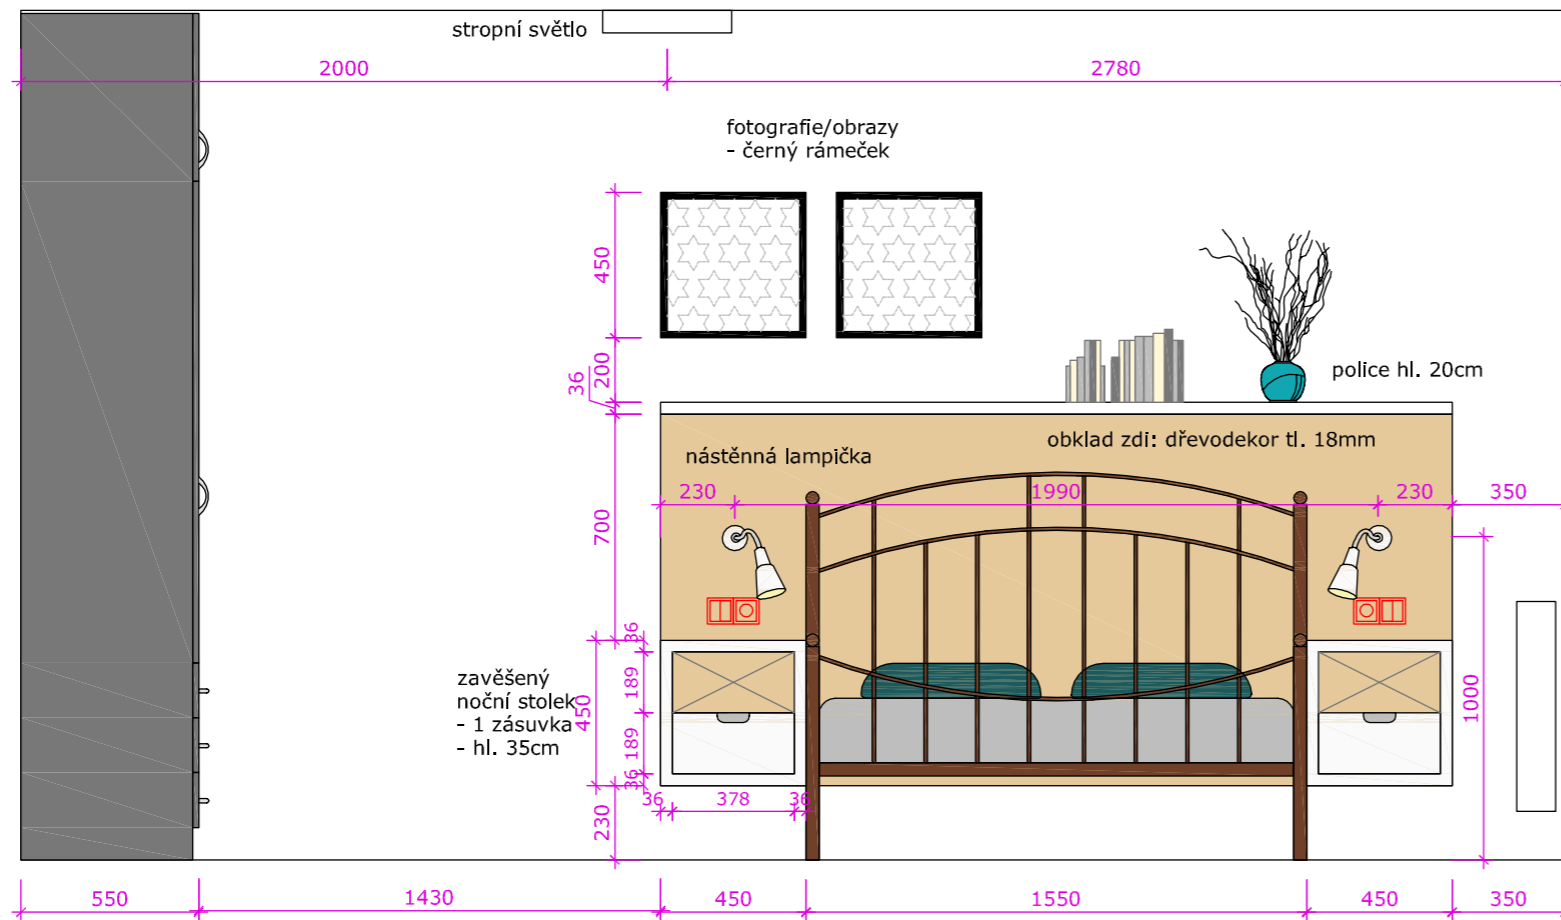 stropní světlo
2000
2780
fotografie/obrazy
- černý rámeček
450
200
36
police hl. 20cm
obklad zdi: dřevodekor tl. 18mm
nástěnná lampička
230
1990
230
350
700
36
189
450
189
36
1000
zavěšený
noční stolek
- 1 zásuvka
- hl. 35cm
36
378
36
230
550
1430
450
1550
450
350